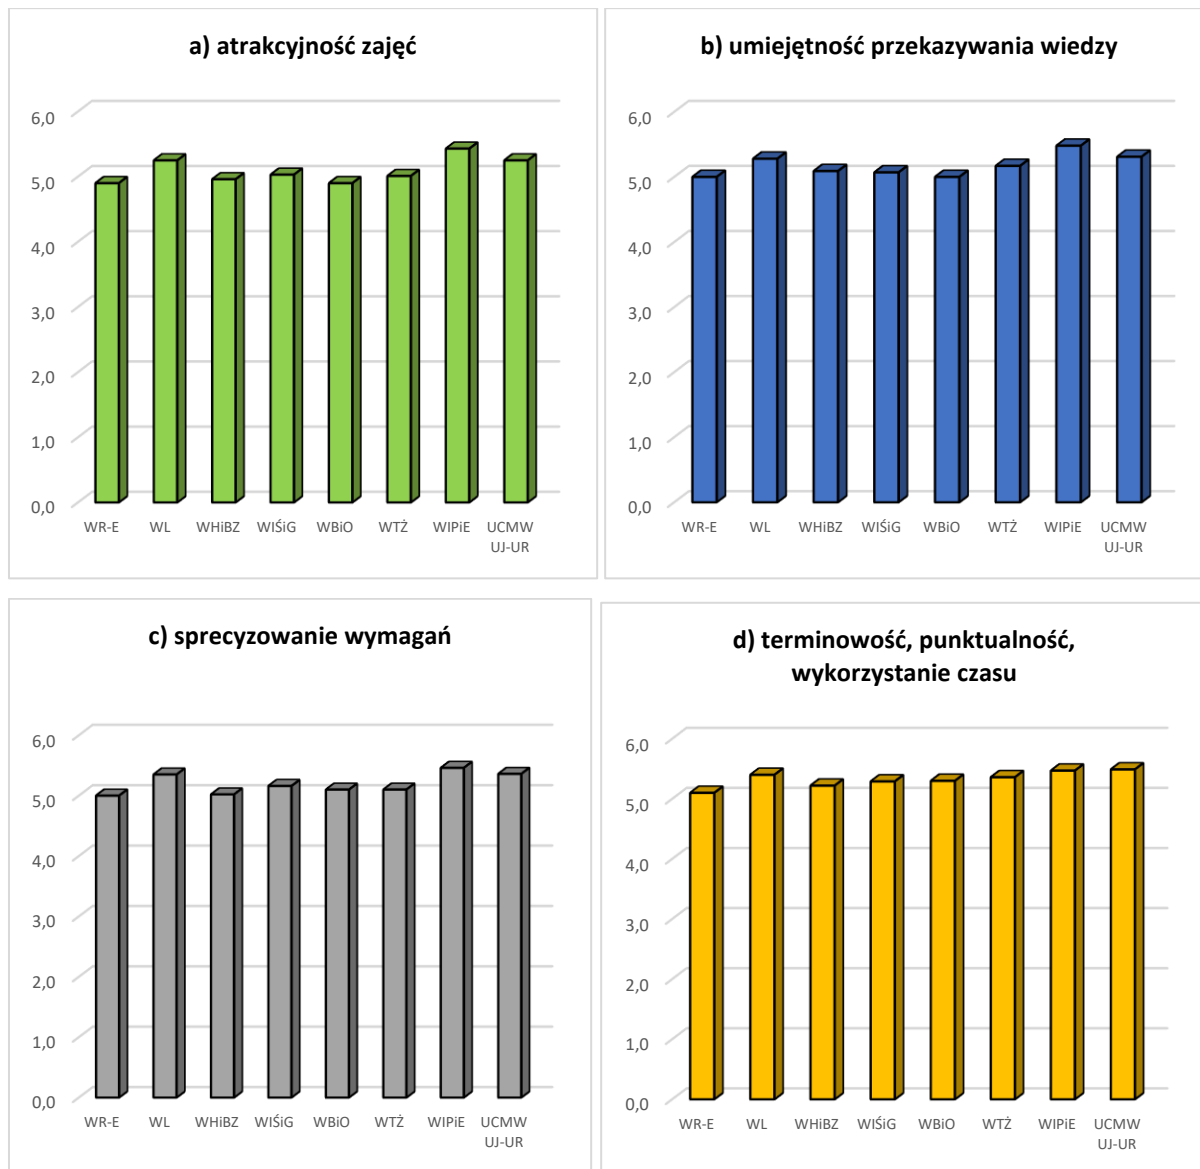 a) atrakcyjność zajęć
6,0
5,0
4,0
3,0
2,0
1,0
0,0
WR-E WL WHiBZ WIŚiG WBiO WTŻ WIPiE UCMW
UJ-UR
b) umiejętność przekazywania wiedzy
6,0
5,0
4,0
3,0
2,0
1,0
0,0
WR-E WL WHiBZ WIŚiG WBiO WTŻ WIPiE UCMW
UJ-UR
c) sprecyzowanie wymagań
6,0
5,0
4,0
3,0
2,0
1,0
0,0
WR-E WL WHiBZ WIŚiG WBiO WTŻ WIPiE UCMW
UJ-UR
d) terminowość, punktualność,
wykorzystanie czasu
6,0
5,0
4,0
3,0
2,0
1,0
0,0
WR-E WL WHiBZ WIŚiG WBiO WTŻ WIPiE UCMW
UJ-UR